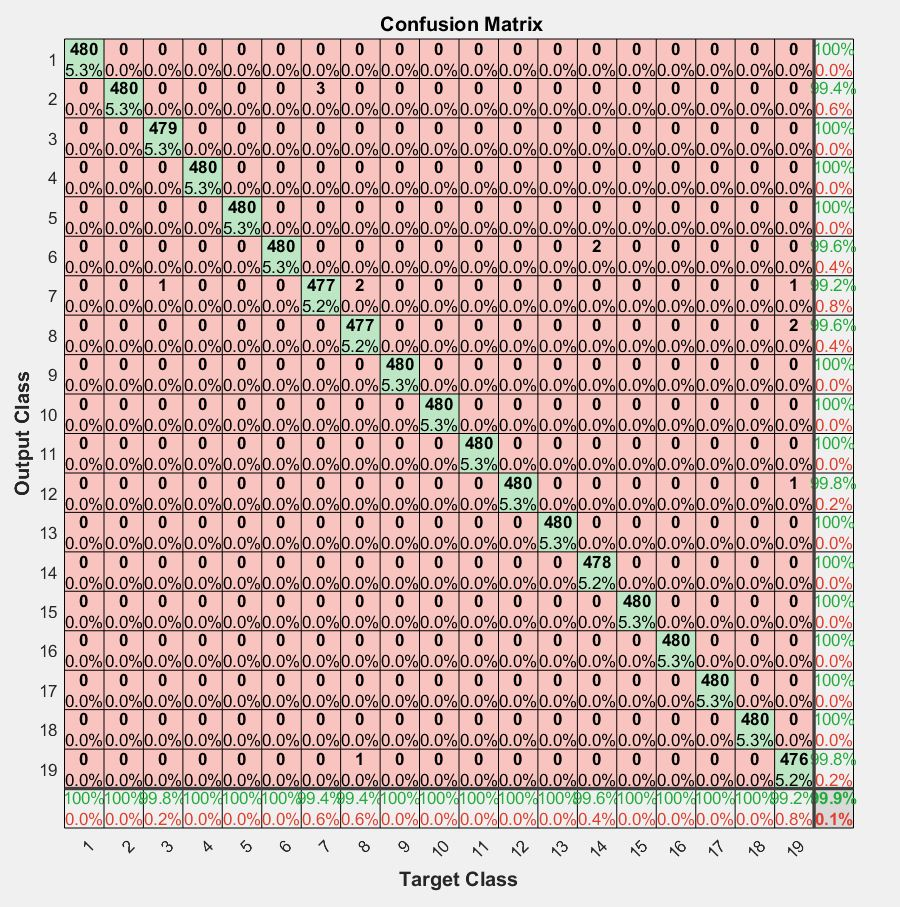 Confusion Matrix
1 480 0 0 0 0 0 0 0 0 0 0 0 0 0 0 0 0 0 0 100%
5.3% 0.0% 0.0% 0.0% 0.0% 0.0% 0.0% 0.0% 0.0% 0.0% 0.0% 0.0% 0.0% 0.0% 0.0% 0.0% 0.0% 0.0% 0.0% 0.0%
2 0 480 0 0 0 0 3 0 0 0 0 0 0 0 0 0 0 0 0 99.4%
0.0% 5.3% 0.0% 0.0% 0.0% 0.0% 0.0% 0.0% 0.0% 0.0% 0.0% 0.0% 0.0% 0.0% 0.0% 0.0% 0.0% 0.0% 0.0% 0.6%
3 0 0 479 0 0 0 0 0 0 0 0 0 0 0 0 0 0 0 0 100%
0.0% 0.0% 5.3% 0.0% 0.0% 0.0% 0.0% 0.0% 0.0% 0.0% 0.0% 0.0% 0.0% 0.0% 0.0% 0.0% 0.0% 0.0% 0.0% 0.0%
4 0 0 0 480 0 0 0 0 0 0 0 0 0 0 0 0 0 0 0 100%
0.0% 0.0% 0.0% 5.3% 0.0% 0.0% 0.0% 0.0% 0.0% 0.0% 0.0% 0.0% 0.0% 0.0% 0.0% 0.0% 0.0% 0.0% 0.0% 0.0%
5 0 0 0 0 480 0 0 0 0 0 0 0 0 0 0 0 0 0 0 100%
0.0% 0.0% 0.0% 0.0% 5.3% 0.0% 0.0% 0.0% 0.0% 0.0% 0.0% 0.0% 0.0% 0.0% 0.0% 0.0% 0.0% 0.0% 0.0% 0.0%
6 0 0 0 0 0 480 0 0 0 0 0 0 0 2 0 0 0 0 0 99.6%
0.0% 0.0% 0.0% 0.0% 0.0% 5.3% 0.0% 0.0% 0.0% 0.0% 0.0% 0.0% 0.0% 0.0% 0.0% 0.0% 0.0% 0.0% 0.0% 0.4%
7 0 0 1 0 0 0 477 2 0 0 0 0 0 0 0 0 0 0 1 99.2%
0.0% 0.0% 0.0% 0.0% 0.0% 0.0% 5.2% 0.0% 0.0% 0.0% 0.0% 0.0% 0.0% 0.0% 0.0% 0.0% 0.0% 0.0% 0.0% 0.8%
8 0 0 0 0 0 0 0 477 0 0 0 0 0 0 0 0 0 0 2 99.6%
0.0% 0.0% 0.0% 0.0% 0.0% 0.0% 0.0% 5.2% 0.0% 0.0% 0.0% 0.0% 0.0% 0.0% 0.0% 0.0% 0.0% 0.0% 0.0% 0.4%
9 0 0 0 0 0 0 0 0 480 0 0 0 0 0 0 0 0 0 0 100%
0.0% 0.0% 0.0% 0.0% 0.0% 0.0% 0.0% 0.0% 5.3% 0.0% 0.0% 0.0% 0.0% 0.0% 0.0% 0.0% 0.0% 0.0% 0.0% 0.0%
10 0 0 0 0 0 0 0 0 0 480 0 0 0 0 0 0 0 0 0 100%
0.0% 0.0% 0.0% 0.0% 0.0% 0.0% 0.0% 0.0% 0.0% 5.3% 0.0% 0.0% 0.0% 0.0% 0.0% 0.0% 0.0% 0.0% 0.0% 0.0%
11 0 0 0 0 0 0 0 0 0 0 480 0 0 0 0 0 0 0 0 100%
0.0% 0.0% 0.0% 0.0% 0.0% 0.0% 0.0% 0.0% 0.0% 0.0% 5.3% 0.0% 0.0% 0.0% 0.0% 0.0% 0.0% 0.0% 0.0% 0.0%
12 0 0 0 0 0 0 0 0 0 0 0 480 0 0 0 0 0 0 1 99.8%
0.0% 0.0% 0.0% 0.0% 0.0% 0.0% 0.0% 0.0% 0.0% 0.0% 0.0% 5.3% 0.0% 0.0% 0.0% 0.0% 0.0% 0.0% 0.0% 0.2%
13 0 0 0 0 0 0 0 0 0 0 0 0 480 0 0 0 0 0 0 100%
0.0% 0.0% 0.0% 0.0% 0.0% 0.0% 0.0% 0.0% 0.0% 0.0% 0.0% 0.0% 5.3% 0.0% 0.0% 0.0% 0.0% 0.0% 0.0% 0.0%
14 0 0 0 0 0 0 0 0 0 0 0 0 0 478 0 0 0 0 0 100%
0.0% 0.0% 0.0% 0.0% 0.0% 0.0% 0.0% 0.0% 0.0% 0.0% 0.0% 0.0% 0.0% 5.2% 0.0% 0.0% 0.0% 0.0% 0.0% 0.0%
15 0 0 0 0 0 0 0 0 0 0 0 0 0 0 480 0 0 0 0 100%
0.0% 0.0% 0.0% 0.0% 0.0% 0.0% 0.0% 0.0% 0.0% 0.0% 0.0% 0.0% 0.0% 0.0% 5.3% 0.0% 0.0% 0.0% 0.0% 0.0%
16 0 0 0 0 0 0 0 0 0 0 0 0 0 0 0 480 0 0 0 100%
0.0% 0.0% 0.0% 0.0% 0.0% 0.0% 0.0% 0.0% 0.0% 0.0% 0.0% 0.0% 0.0% 0.0% 0.0% 5.3% 0.0% 0.0% 0.0% 0.0%
17 0 0 0 0 0 0 0 0 0 0 0 0 0 0 0 0 480 0 0 100%
0.0% 0.0% 0.0% 0.0% 0.0% 0.0% 0.0% 0.0% 0.0% 0.0% 0.0% 0.0% 0.0% 0.0% 0.0% 0.0% 5.3% 0.0% 0.0% 0.0%
18 0 0 0 0 0 0 0 0 0 0 0 0 0 0 0 0 0 480 0 100%
0.0% 0.0% 0.0% 0.0% 0.0% 0.0% 0.0% 0.0% 0.0% 0.0% 0.0% 0.0% 0.0% 0.0% 0.0% 0.0% 0.0% 5.3% 0.0% 0.0%
19 0 0 0 0 0 0 0 1 0 0 0 0 0 0 0 0 0 0 476 99.8%
0.0% 0.0% 0.0% 0.0% 0.0% 0.0% 0.0% 0.0% 0.0% 0.0% 0.0% 0.0% 0.0% 0.0% 0.0% 0.0% 0.0% 0.0% 5.2% 0.2%
100% 100% 99.8% 100% 100% 100% 99.4% 99.4% 100% 100% 100% 100% 100% 99.6% 100% 100% 100% 100% 99.2% 99.9%
0.0% 0.0% 0.2% 0.0% 0.0% 0.0% 0.6% 0.6% 0.0% 0.0% 0.0% 0.0% 0.0% 0.4% 0.0% 0.0% 0.0% 0.0% 0.8% 0.1%
1 2 3 4 5 6 7 8 9 10 11 12 13 14 15 16 17 18 19
Output Class
Target Class